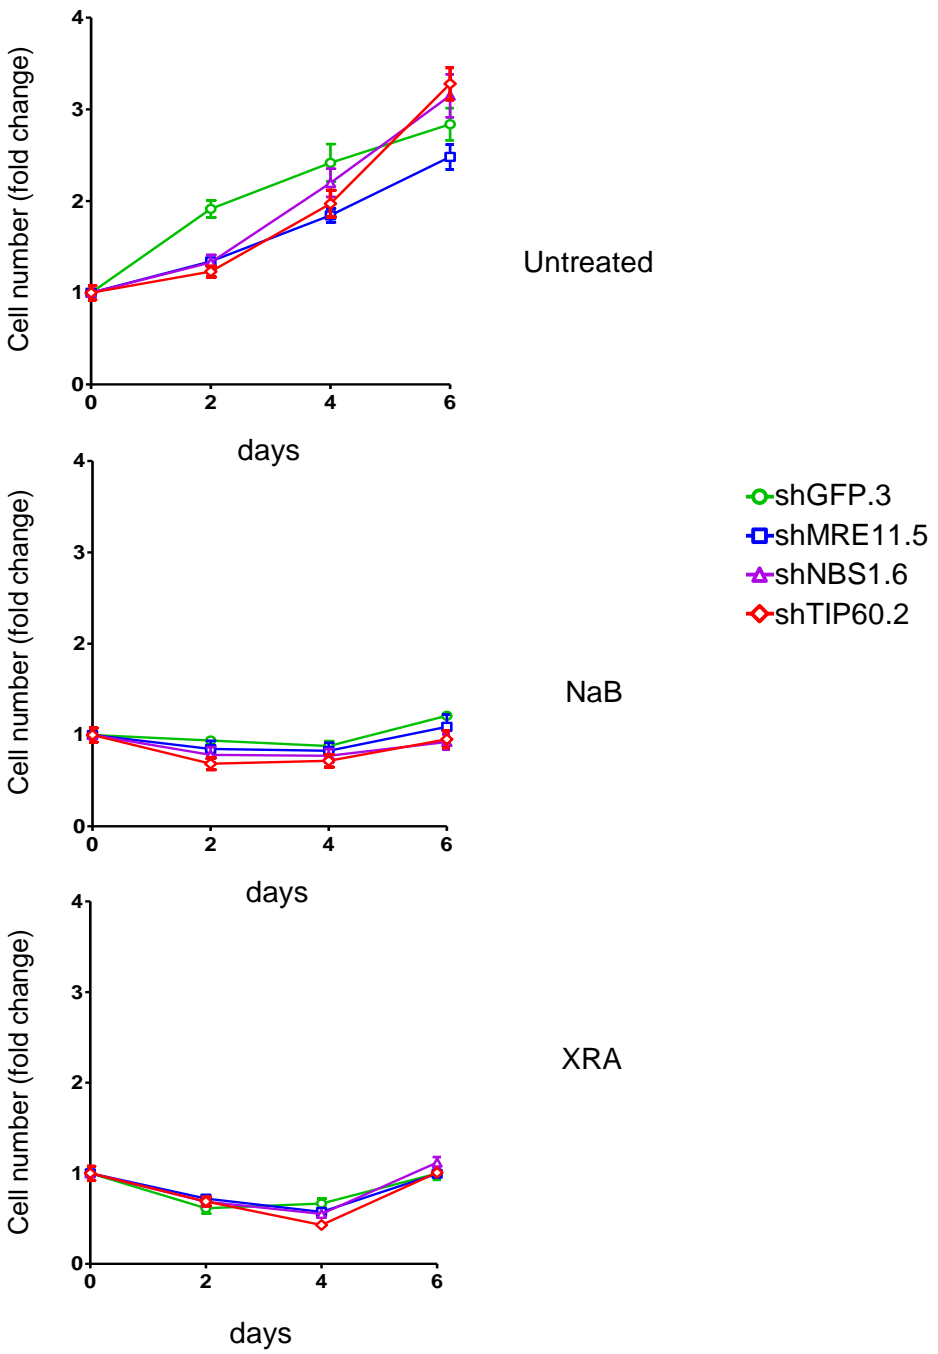 Cell number (fold change)
4
3
2
1
0
0 2 4 6
days
Untreated
Cell number (fold change)
4
3
2
1
0
0 2 4 6
days
NaB
shGFP.3
shMRE11.5
shNBS1.6
shTIP60.2
Cell number (fold change)
4
3
2
1
0
0 2 4 6
days
XRA